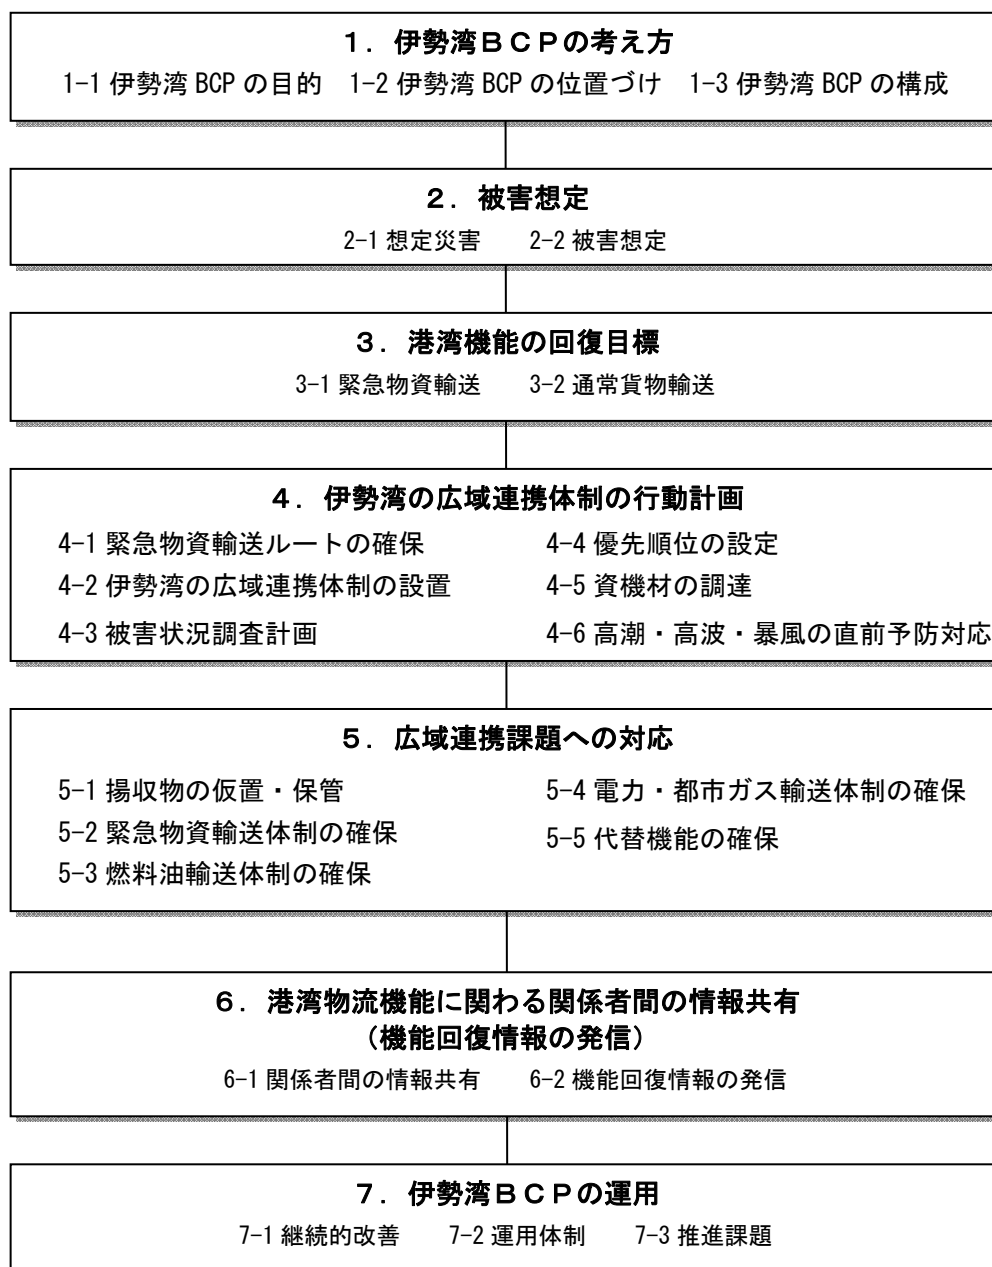 １．伊勢湾ＢＣＰの考え方
1-1 伊勢湾 BCP の目的　1-2 伊勢湾 BCP の位置づけ　1-3 伊勢湾 BCP の構成
２．被害想定
2-1 想定災害　2-2 被害想定
３．港湾機能の回復目標
3-1 緊急物資輸送　3-2 通常貨物輸送
４．伊勢湾の広域連携体制の行動計画
4-1 緊急物資輸送ルートの確保
4-2 伊勢湾の広域連携体制の設置
4-3 被害状況調査計画
4-4 優先順位の設定
4-5 資機材の調達
4-6 高潮・高波・暴風の直前予防対応
５．広域連携課題への対応
5-1 揚収物の仮置・保管
5-2 緊急物資輸送体制の確保
5-3 燃料油輸送体制の確保
5-4 電力・都市ガス輸送体制の確保
5-5 代替機能の確保
６．港湾物流機能に関わる関係者間の情報共有
（機能回復情報の発信）
6-1 関係者間の情報共有　6-2 機能回復情報の発信
７．伊勢湾ＢＣＰの運用
7-1 継続的改善　7-2 運用体制　7-3 推進課題